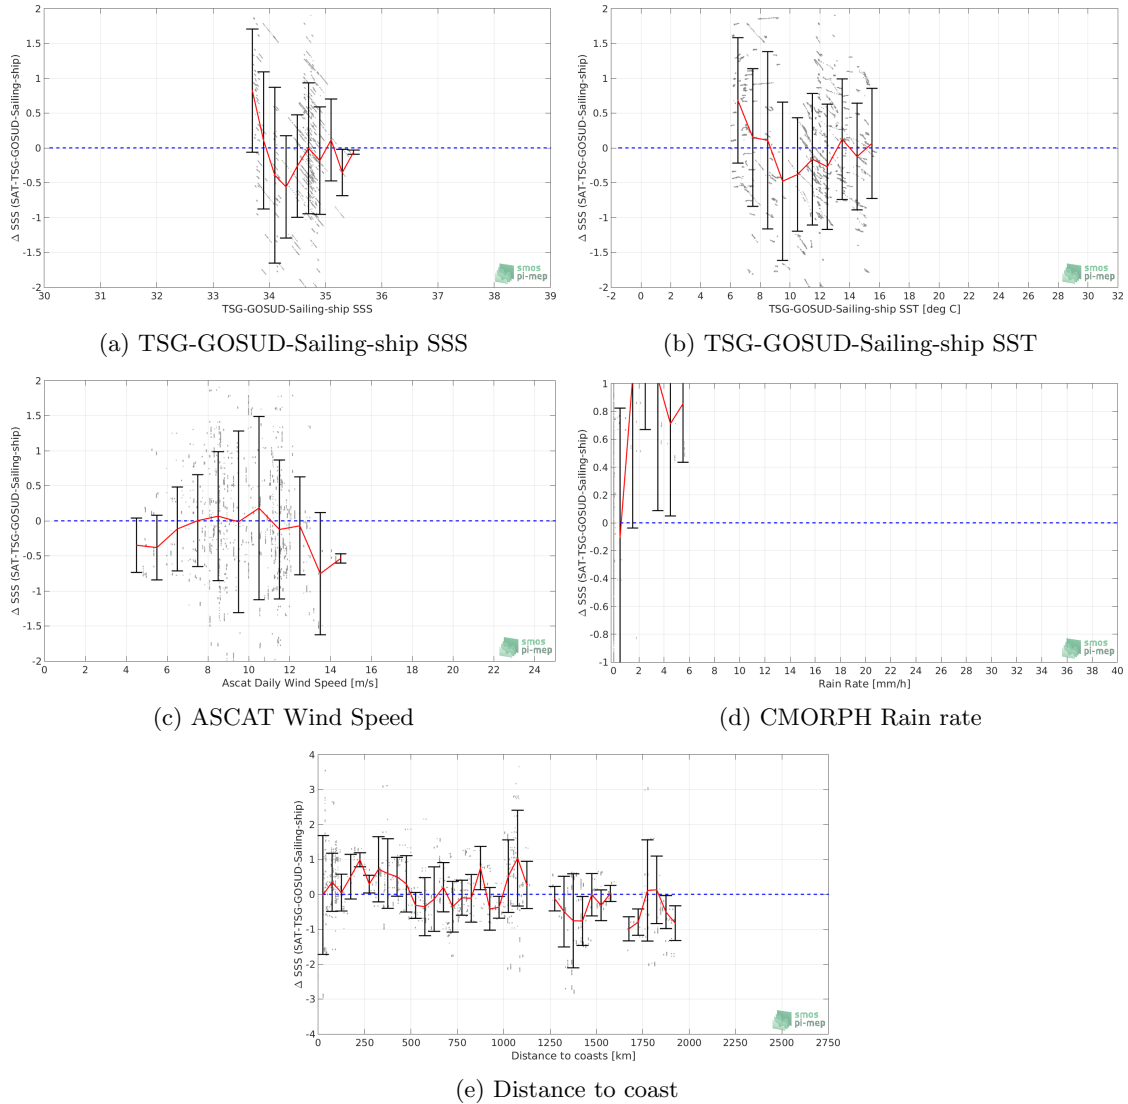 2
1.5
1
0.5
0
-0.5
-1
-1.5
-2
Δ SSS (SAT-TSG-GOSUD-Sailing-ship)
30 31 32 33 34 35 36 37 38 39
TSG-GOSUD-Sailing-ship SSS
smos
pi-mep
(a) TSG-GOSUD-Sailing-ship SSS
2
1.5
1
0.5
0
-0.5
-1
-1.5
-2
Δ SSS (SAT-TSG-GOSUD-Sailing-ship)
-2 0 2 4 6 8 10 12 14 16 18 20 22 24 26 28 30 32
TSG-GOSUD-Sailing-ship SST [deg C]
smos
pi-mep
(b) TSG-GOSUD-Sailing-ship SST
2
1.5
1
0.5
0
-0.5
-1
-1.5
-2
Δ SSS (SAT-TSG-GOSUD-Sailing-ship)
0 2 4 6 8 10 12 14 16 18 20 22 24
Ascat Daily Wind Speed [m/s]
smos
pi-mep
(c) ASCAT Wind Speed
1
0.8
0.6
0.4
0.2
0
-0.2
-0.4
-0.6
-0.8
-1
Δ SSS (SAT-TSG-GOSUD-Sailing-ship)
0 2 4 6 8 10 12 14 16 18 20 22 24 26 28 30 32 34 36 38 40
Rain Rate [mm/h]
smos
pi-mep
(d) CMORPH Rain rate
4
3
2
1
0
-1
-2
-3
-4
Δ SSS (SAT-TSG-GOSUD-Sailing-ship)
0 250 500 750 1000 1250 1500 1750 2000 2250 2500 2750
Distance to coasts [km]
smos
pi-mep
(e) Distance to coast